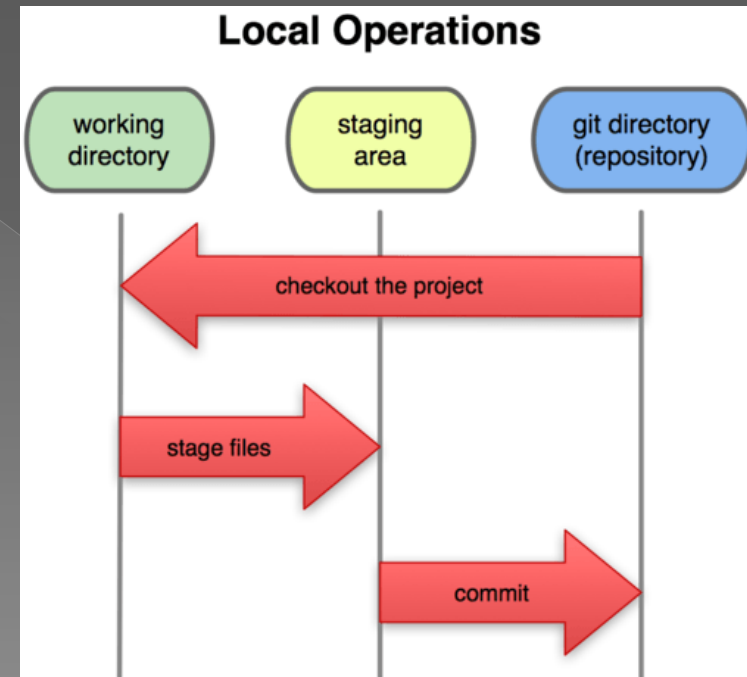 Local Operations
working
directory
staging
area
git directory
(repository)
checkout the project
stage files
commit